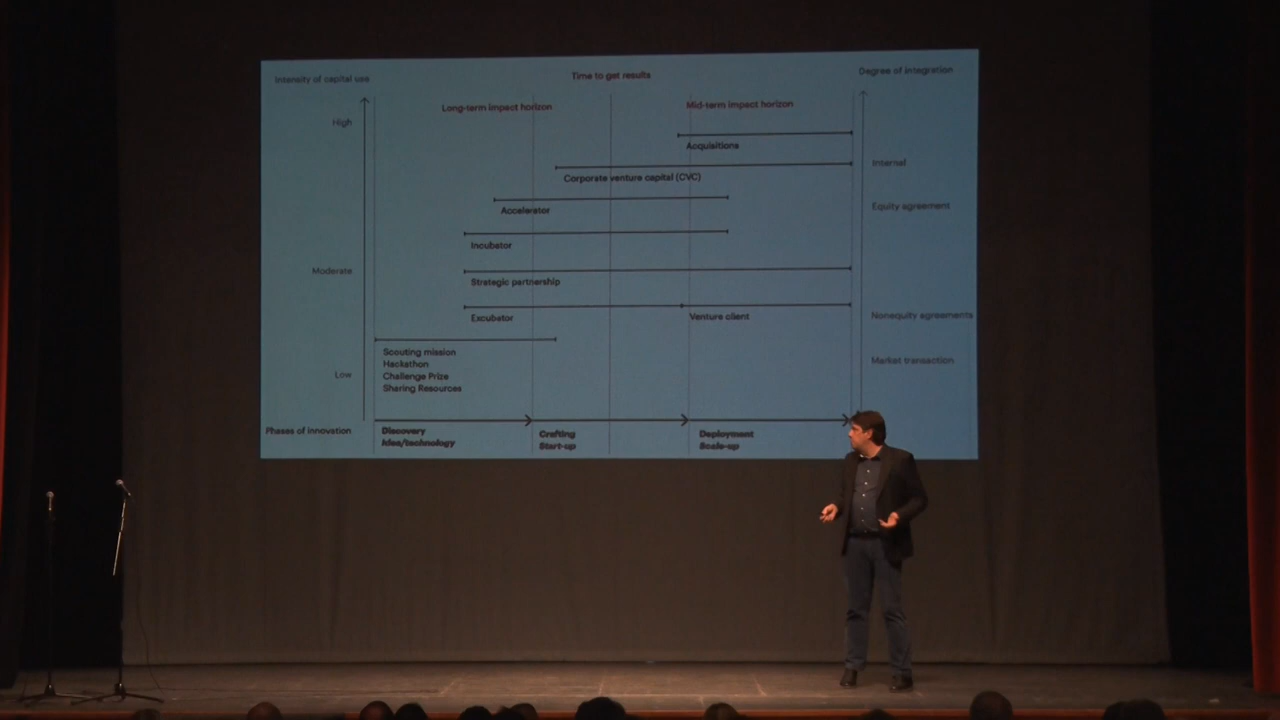 Intensity of capital use
Time to get results
Degree of integration
Long-term impact horizon
Mid-term impact horizon
High
Acquisitions
Internal
Corporate venture capital (CVC)
Accelerator
Equity agreement
Incubator
Moderate
Strategic partnership
Excubator
Venture client
Nonequity agreements
Scouting mission
Hackathon
Challenge Prize
Sharing Resources
Low
Market transaction
Phases of innovation
Discovery
Idea/technology
Crafting
Start-up
Deployment
Scale-up